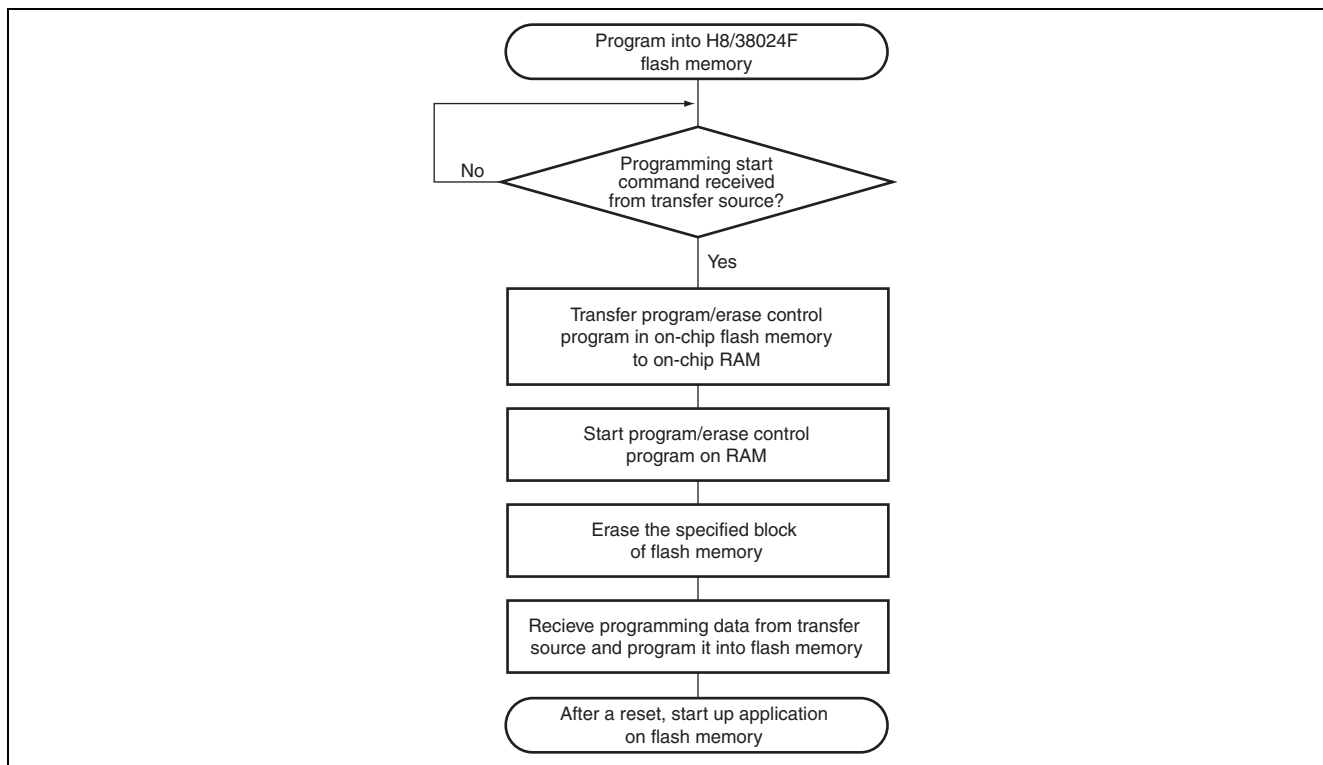 Program into H8/38024F
flash memory
No
Programming start
command received
from transfer source?
Yes
Transfer program/erase control
program in on-chip flash memory
to on-chip RAM
Start program/erase control
program on RAM
Erase the specified block
of flash memory
Recieve programming data from transfer
source and program it into flash memory
After a reset, start up application
on flash memory